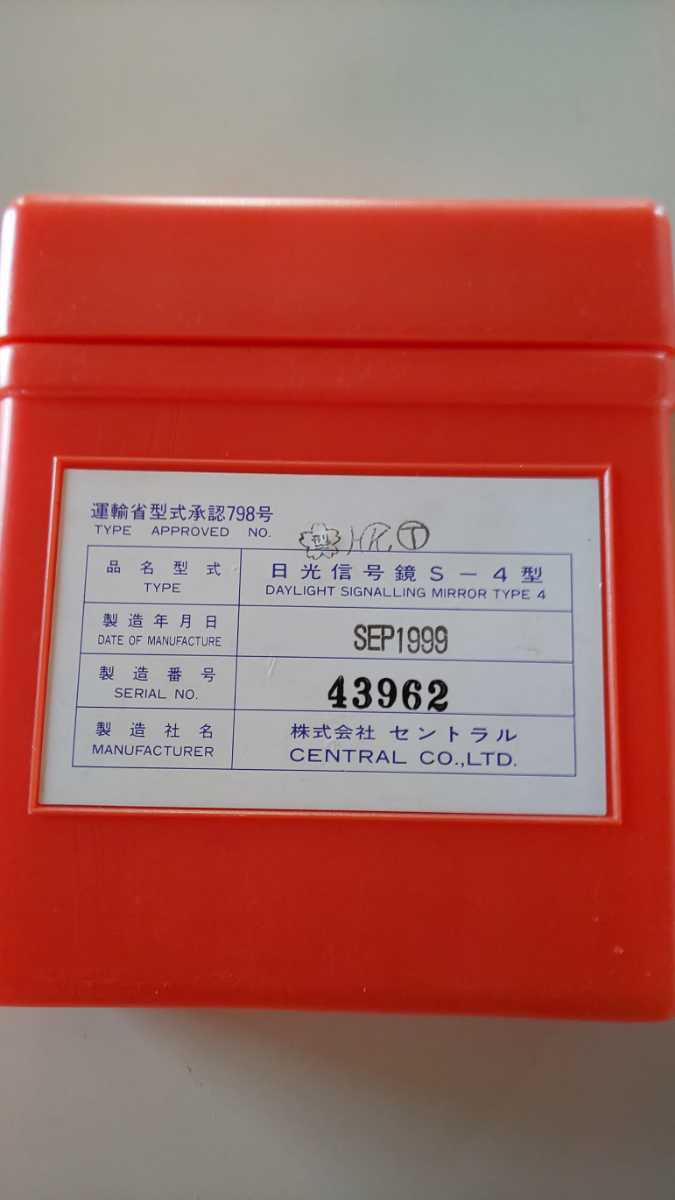 運輸省型式承認798号
TYPE APPROVED NO.
型 HK. T
品名型式 日光信号鏡S-4型
TYPE DAYLIGHT SIGNALLING MIRROR TYPE 4
製造年月日 SEP1999
DATE OF MANUFACTURE
製造番号 43962
SERIAL NO.
製造社名 株式会社 セントラル
MANUFACTURER CENTRAL CO.,LTD.